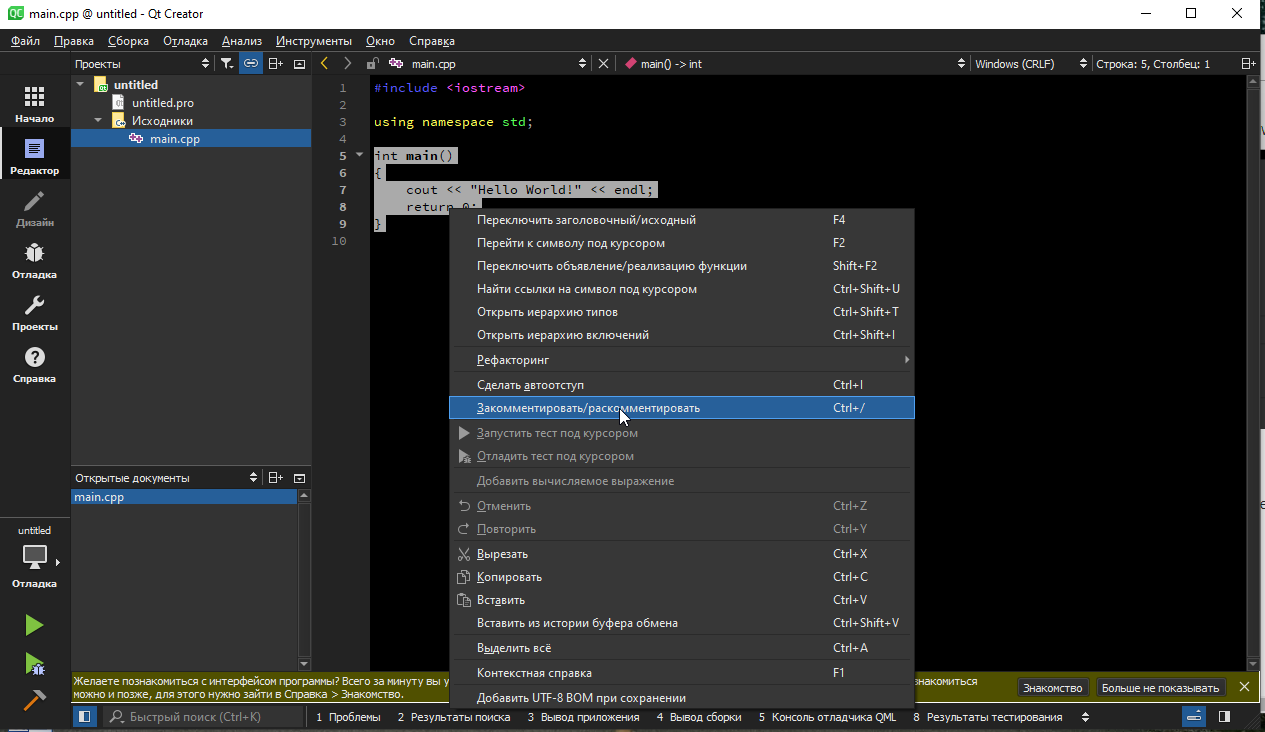 main.cpp @ untitled - Qt Creator
Файл Правка Сборка Отладка Анализ Инструменты Окно Справка
Проекты
main.cpp
main() -> int
Windows (CRLF)
Строка: 5, Столбец: 1
Начало
Редактор
Дизайн
Отладка
Проекты
Справка
untitled
untitled.pro
Исходники
main.cpp
1 #include <iostream>
2
3 using namespace std;
4
5 int main()
6 {
7 cout << "Hello World!" << endl;
8 return 0;
9 }
10
Переключить заголовочный/исходный F4
Перейти к символу под курсором F2
Переключить объявление/реализацию функции Shift+F2
Найти ссылки на символ под курсором Ctrl+Shift+U
Открыть иерархию типов Ctrl+Shift+T
Открыть иерархию включений Ctrl+Shift+I
Рефакторинг
Сделать автоотступ Ctrl+I
Закомментировать/раскомментировать Ctrl+/
Запустить тест под курсором
Отладить тест под курсором
Добавить вычисляемое выражение
Отменить Ctrl+Z
Повторить Ctrl+Y
Вырезать Ctrl+X
Копировать Ctrl+C
Вставить Ctrl+V
Вставить из истории буфера обмена Ctrl+Shift+V
Выделить всё Ctrl+A
Контекстная справка F1
Добавить UTF-8 BOM при сохранении
Открытые документы
main.cpp
untitled
Отладка
Желаете познакомиться с интерфейсом программы? Всего за минуту вы у
можно и позже, для этого нужно зайти в Справка > Знакомство.
Знакомство
Больше не показывать
Быстрый поиск (Ctrl+K)
1 Проблемы 2 Результаты поиска 3 Вывод приложения 4 Вывод сборки 5 Консоль отладчика QML 8 Результаты тестирования